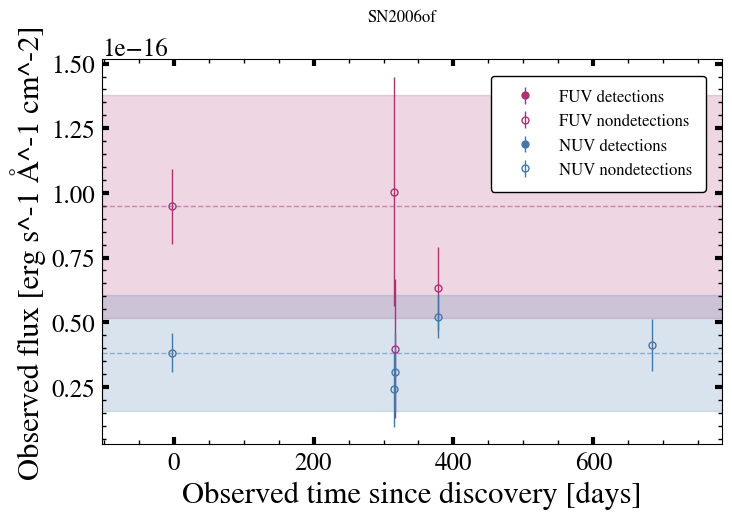 SN2006of
1e−16
Observed flux [erg s^-1 Å^-1 cm^-2]
1.50
1.25
1.00
0.75
0.50
0.25
FUV detections
FUV nondetections
NUV detections
NUV nondetections
0 200 400 600
Observed time since discovery [days]